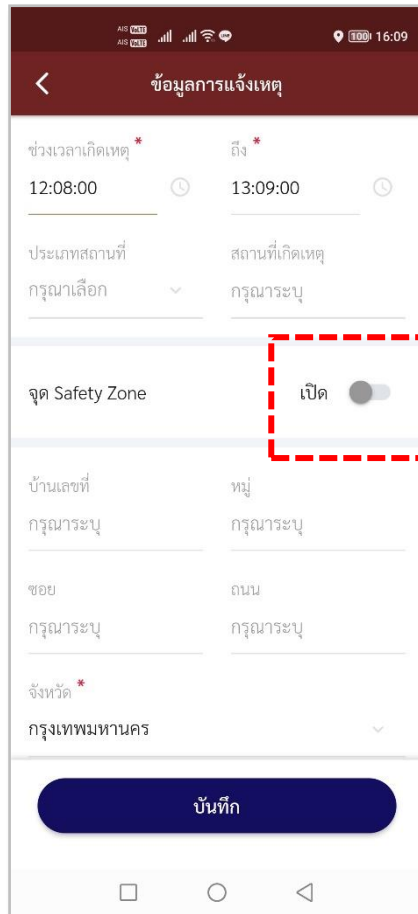 AIS VoLTE
AIS VoLTE
100 16:09
ข้อมูลการแจ้งเหตุ
ช่วงเวลาเกิดเหตุ * ถึง *
12:08:00 13:09:00
ประเภทสถานที่ สถานที่เกิดเหตุ
กรุณาเลือก กรุณาระบุ
จุด Safety Zone เปิด
บ้านเลขที่ หมู่
กรุณาระบุ กรุณาระบุ
ซอย ถนน
กรุณาระบุ กรุณาระบุ
จังหวัด *
กรุงเทพมหานคร
บันทึก